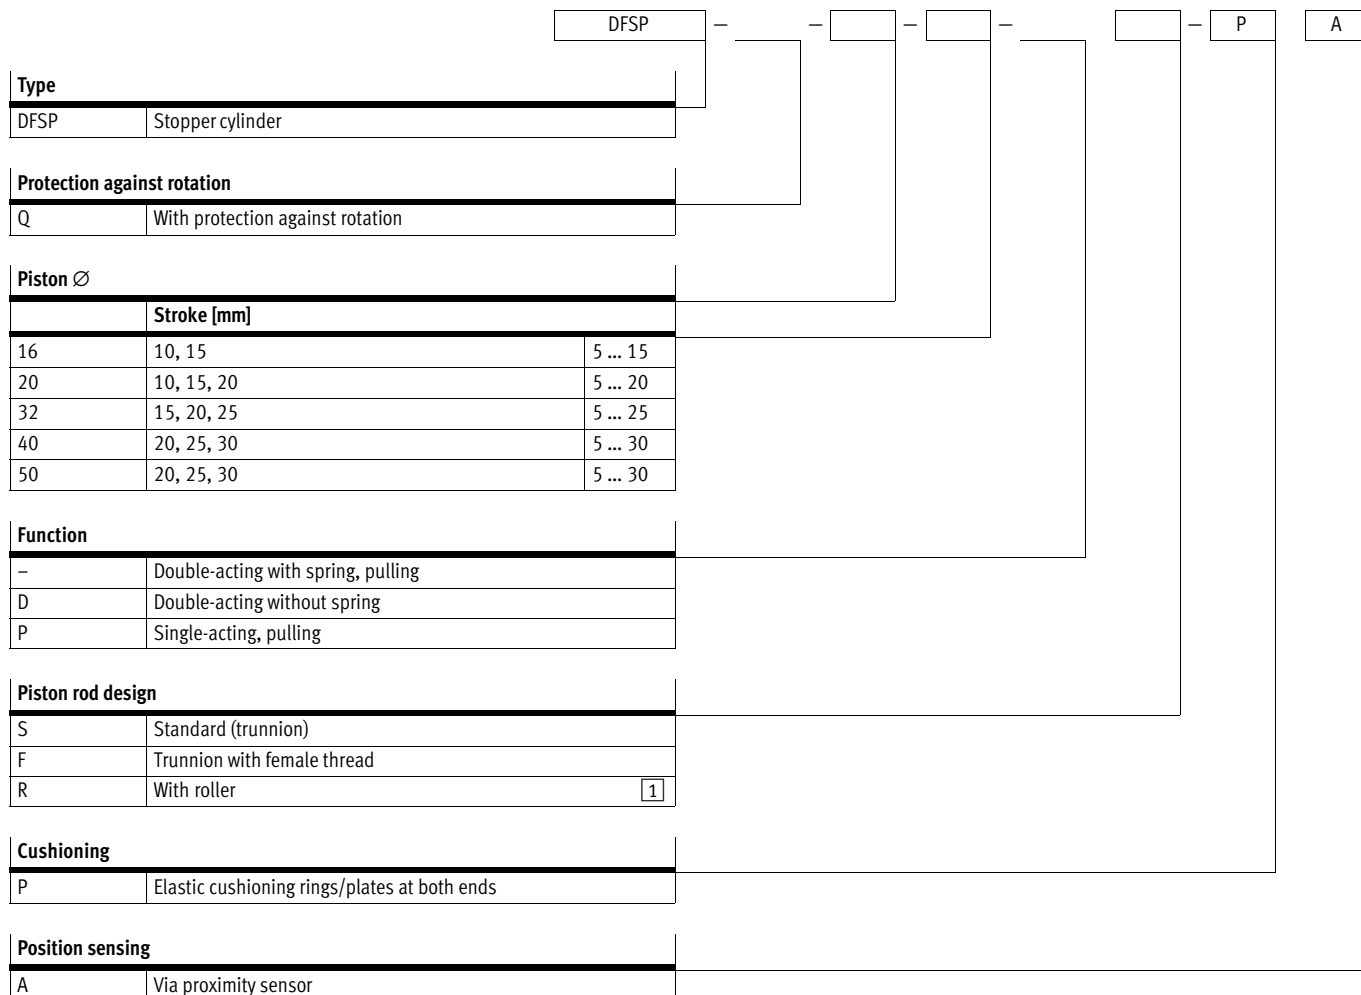 DFSP – – – – – P A
Type
DFSP Stopper cylinder
Protection against rotation
Q With protection against rotation
Piston ∅
Stroke [mm]
16 10, 15 5 ... 15
20 10, 15, 20 5 ... 20
32 15, 20, 25 5 ... 25
40 20, 25, 30 5 ... 30
50 20, 25, 30 5 ... 30
Function
– Double-acting with spring, pulling
D Double-acting without spring
P Single-acting, pulling
Piston rod design
S Standard (trunnion)
F Trunnion with female thread
R With roller 1
Cushioning
P Elastic cushioning rings/plates at both ends
Position sensing
A Via proximity sensor